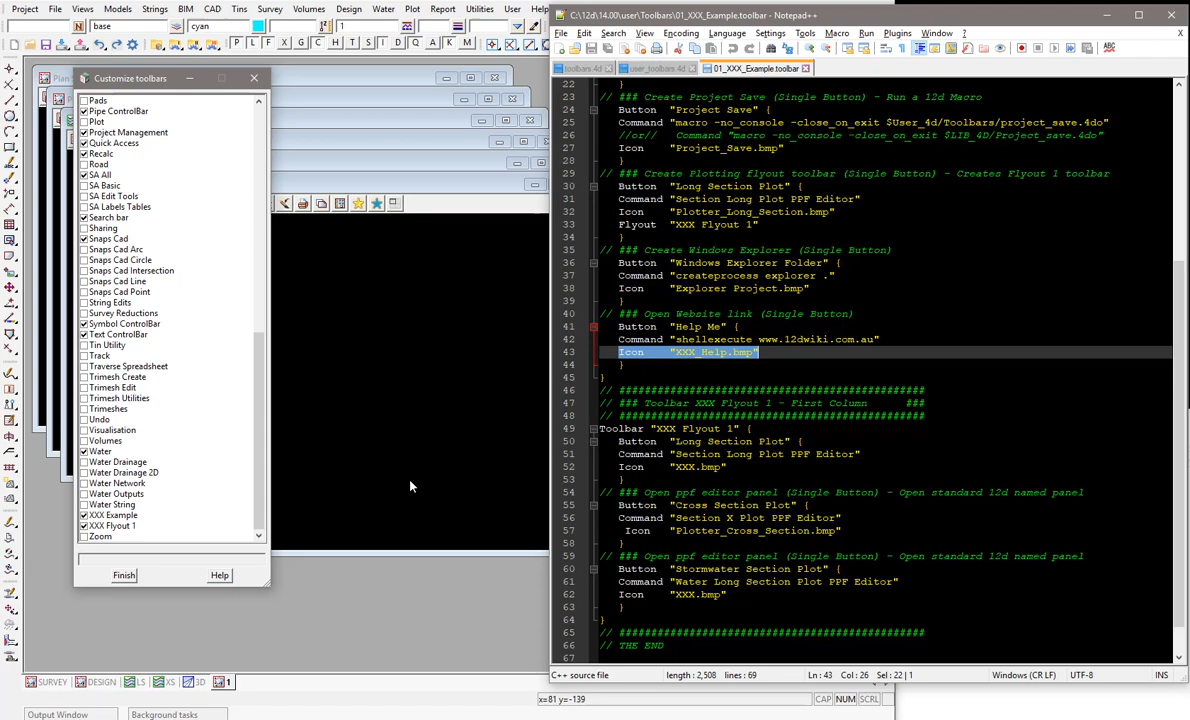 Project File View Models Strings BIM CAD Tins Survey Volumes Design Water Plot Report Utilities
cyan
1
P L F X G C H T S I D Q A K M
Customize toolbars
Pads
Pipe ControlBar
Plot
Project Management
Quick Access
Recalc
Road
SA All
SA Basic
SA Edit Tools
SA Labels Tables
Search bar
Sharing
Snaps Cad
Snaps Cad Arc
Snaps Cad Circle
Snaps Cad Intersection
Snaps Cad Line
Snaps Cad Point
String Edits
Survey Reductions
Symbol ControlBar
Text ControlBar
Tin Utility
Track
Traverse Spreadsheet
Trimesh Create
Trimesh Edit
Trimesh Utilities
Trimeshes
Undo
Visualisation
Volumes
Water
Water Drainage
Water Drainage 2D
Water Network
Water Outputs
Water String
XXX Example
XXX Flyout 1
Zoom
Finish Help
SURVEY DESIGN LS XS 3D 1
x=81 y=-139 CAP NUM SCRL
Output Window Background tasks
C:\12d\14.00\user\Toolbars\01_XXX_Example.toolbar - Notepad++
File Edit Search View Encoding Language Settings Tools Macro Run Plugins Window ?
toolbars.4d user_toolbars.4d 01_XXX_Example.toolbar
22 }
23 // ### Create Project Save (Single Button) - Run a 12d Macro
24 Button "Project Save" {
25 Command "macro -no_console -close_on_exit $User_4d/Toolbars/project_save.4do"
26 //or// Command "macro -no_console -close_on_exit $LIB_4D/Project_save.4do"
27 Icon "Project_Save.bmp"
28 }
29 // ### Create Plotting flyout toolbar (Single Button) - Creates Flyout 1 toolbar
30 Button "Long Section Plot" {
31 Command "Section Long Plot PPF Editor"
32 Icon "Plotter_Long_Section.bmp"
33 Flyout "XXX Flyout 1"
34 }
35 // ### Create Windows Explorer (Single Button)
36 Button "Windows Explorer Folder" {
37 Command "createprocess explorer ."
38 Icon "Explorer Project.bmp"
39 }
40 // ### Open Website link (Single Button)
41 Button "Help Me" {
42 Command "shellexecute www.12dwiki.com.au"
43 Icon "XXX_Help.bmp"
44 }
45 }
46 // ################################################
47 // ### Toolbar XXX Flyout 1 - First Column ###
48 // ################################################
49 Toolbar "XXX Flyout 1" {
50 Button "Long Section Plot" {
51 Command "Section Long Plot PPF Editor"
52 Icon "XXX.bmp"
53 }
54 // ### Open ppf editor panel (Single Button) - Open standard 12d named panel
55 Button "Cross Section Plot" {
56 Command "Section X Plot PPF Editor"
57 Icon "Plotter_Cross_Section.bmp"
58 }
59 // ### Open ppf editor panel (Single Button) - Open standard 12d named panel
60 Button "Stormwater Section Plot" {
61 Command "Water Long Section Plot PPF Editor"
62 Icon "XXX.bmp"
63 }
64 }
65 // ################################################
66 // THE END
67
C++ source file length : 2,508 lines : 69 Ln : 43 Col : 26 Sel : 22 | 1 Windows (CR LF) UTF-8 INS